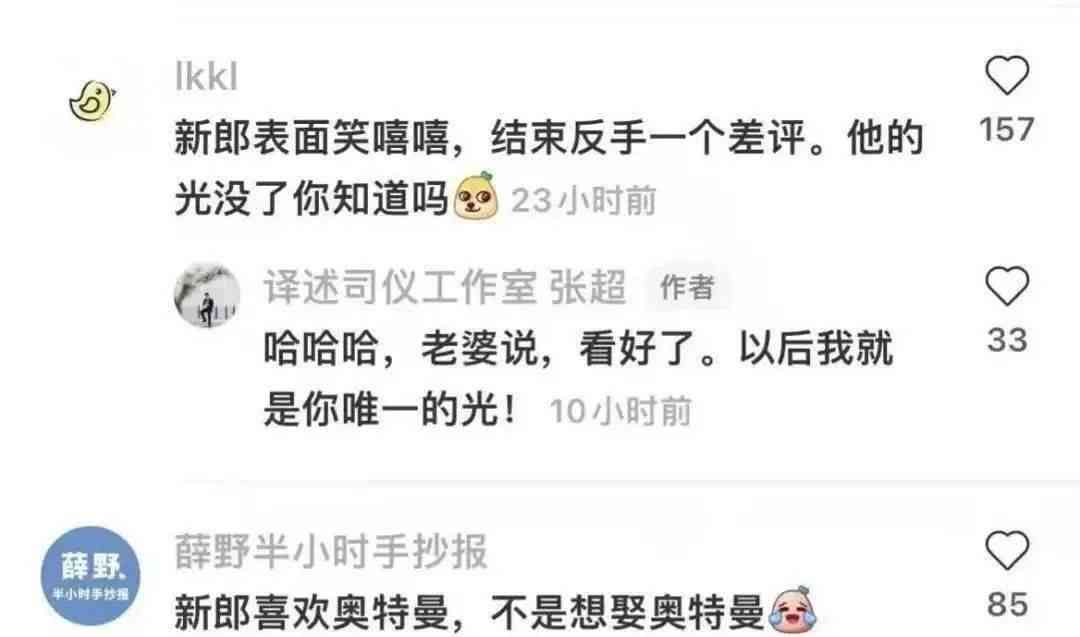 lkkl
157
新郎表面笑嘻嘻，结束反手一个差评。他的
光没了你知道吗 23小时前
译述司仪工作室 张超 作者
33
哈哈哈，老婆说，看好了。以后我就
是你唯一的光！ 10小时前
薛野、
半小时手抄报
薛野半小时手抄报
85
新郎喜欢奥特曼，不是想娶奥特曼